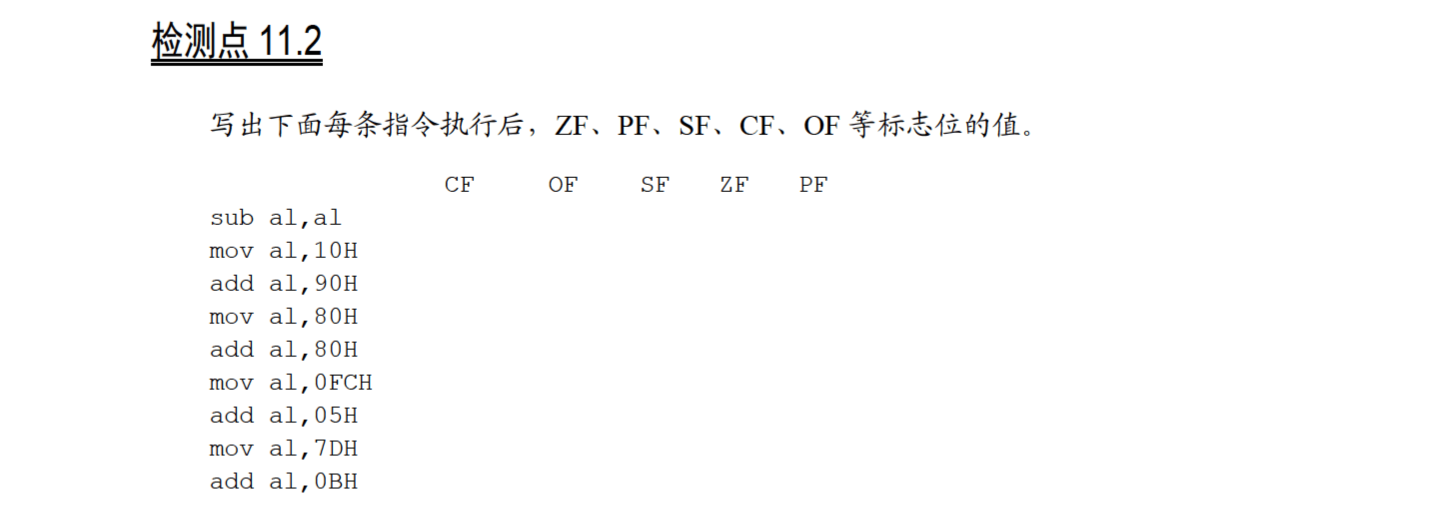 检测点 11.2
写出下面每条指令执行后，ZF、PF、SF、CF、OF 等标志位的值。
CF OF SF ZF PF
sub al,al
mov al,10H
add al,90H
mov al,80H
add al,80H
mov al,0FCH
add al,05H
mov al,7DH
add al,0BH